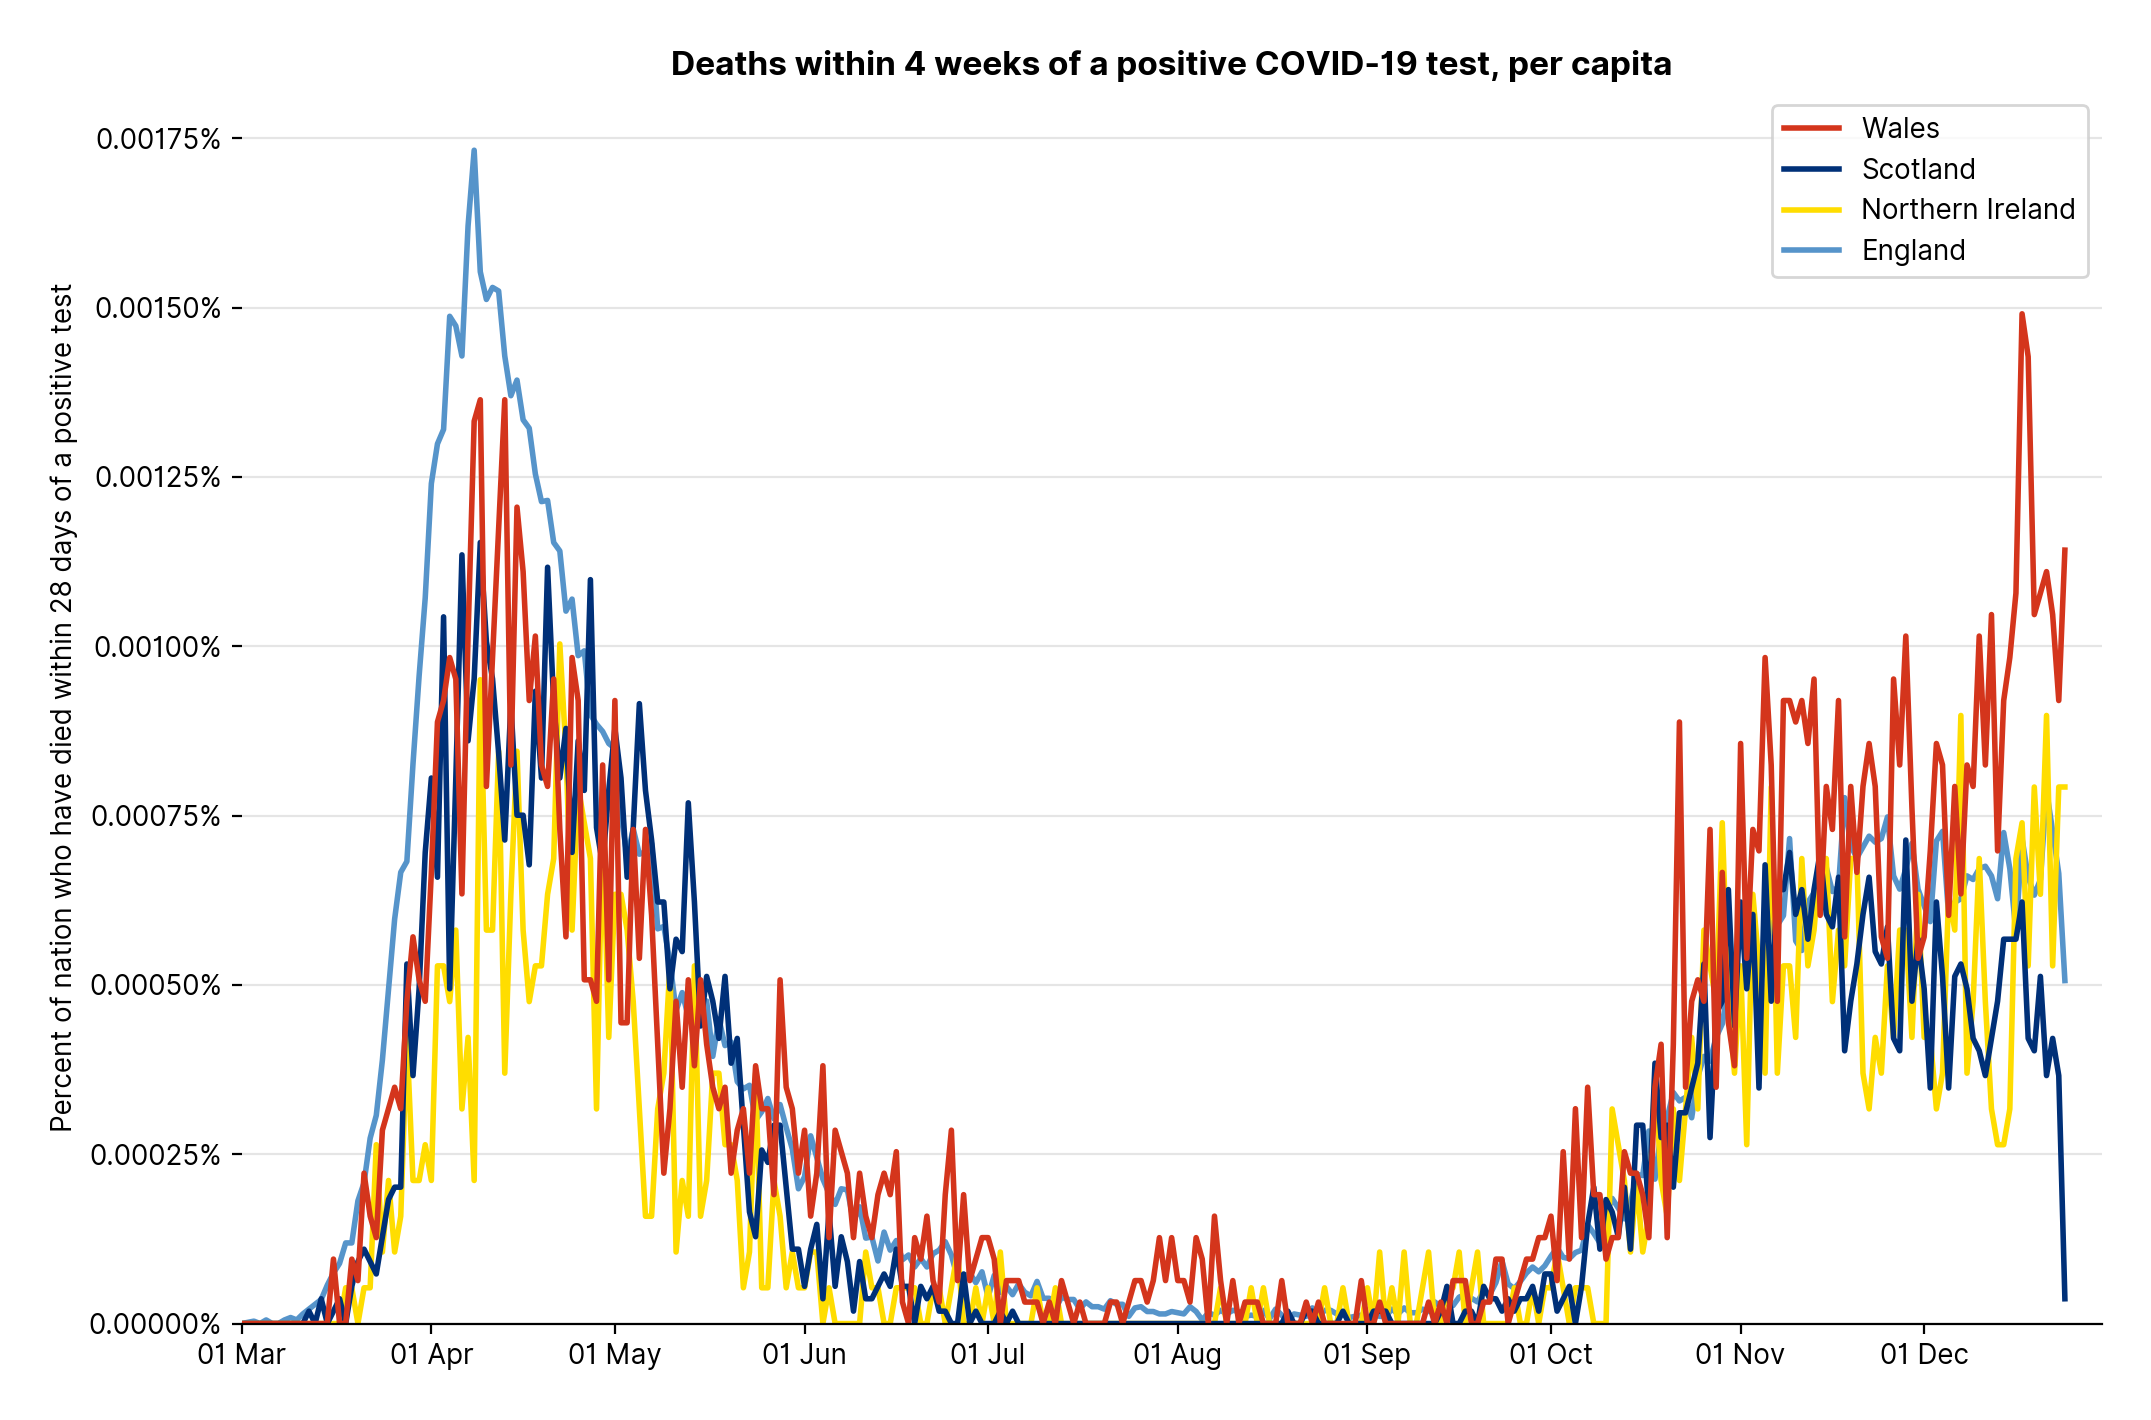 Deaths within 4 weeks of a positive COVID-19 test, per capita
Wales
Scotland
Northern Ireland
England
Percent of nation who have died within 28 days of a positive test
0.00175%
0.00150%
0.00125%
0.00100%
0.00075%
0.00050%
0.00025%
0.00000%
01 Mar
01 Apr
01 May
01 Jun
01 Jul
01 Aug
01 Sep
01 Oct
01 Nov
01 Dec